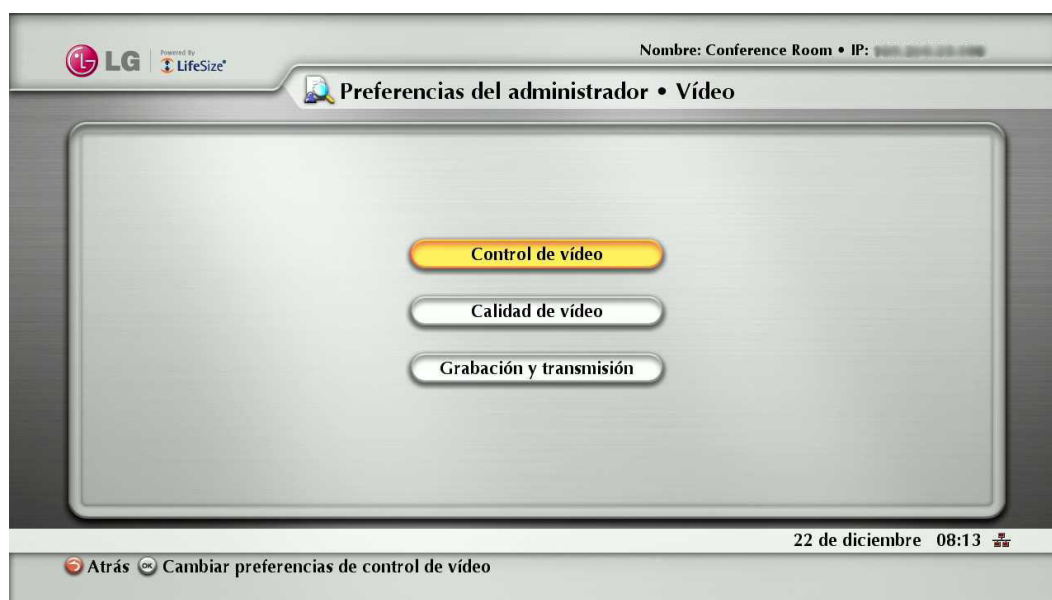 LG
Powered by
LifeSize
Nombre: Conference Room • IP:
Preferencias del administrador • Vídeo
Control de vídeo
Calidad de vídeo
Grabación y transmisión
22 de diciembre 08:13
Atrás OK Cambiar preferencias de control de vídeo